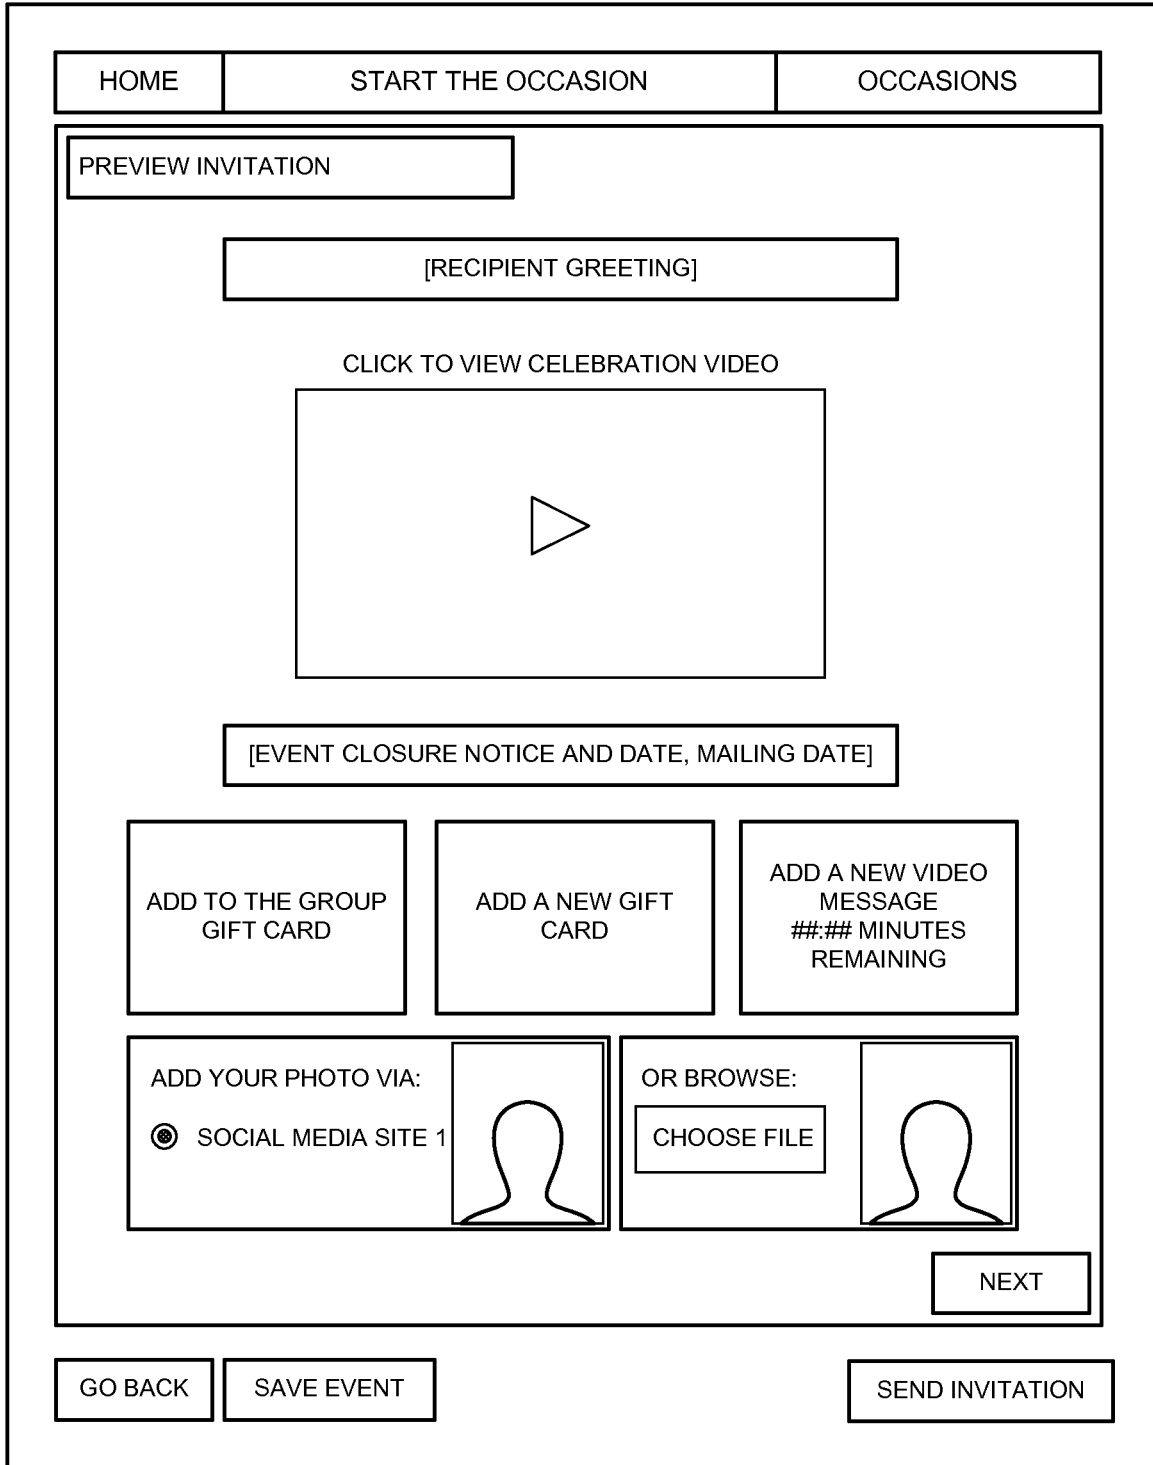 HOME START THE OCCASION OCCASIONS
PREVIEW INVITATION
[RECIPIENT GREETING]
CLICK TO VIEW CELEBRATION VIDEO
[EVENT CLOSURE NOTICE AND DATE, MAILING DATE]
ADD TO THE GROUP
GIFT CARD
ADD A NEW GIFT
CARD
ADD A NEW VIDEO
MESSAGE
##:## MINUTES
REMAINING
ADD YOUR PHOTO VIA:
SOCIAL MEDIA SITE 1
OR BROWSE:
CHOOSE FILE
NEXT
GO BACK SAVE EVENT SEND INVITATION